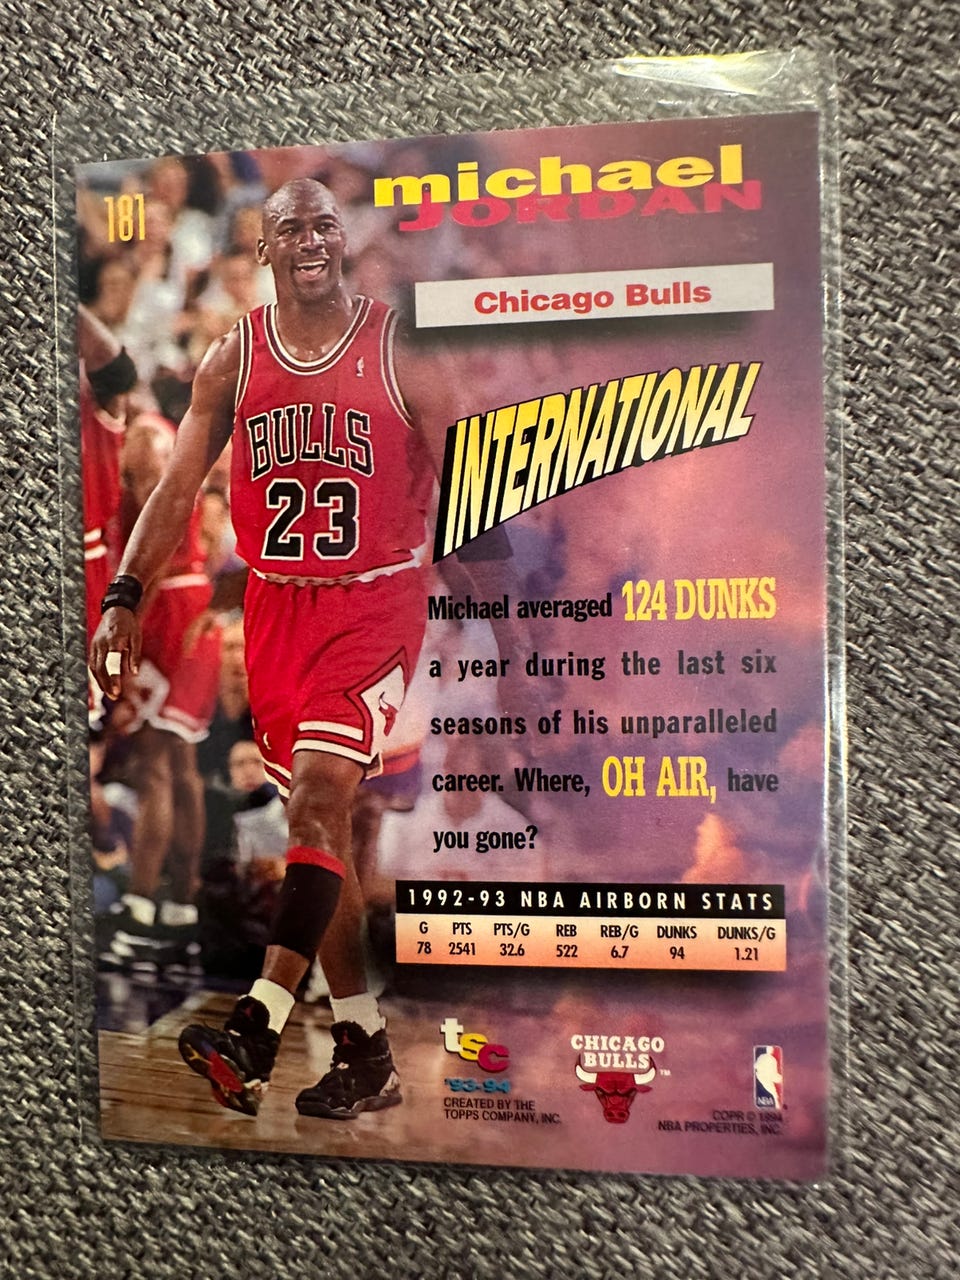 181
michael
JORDAN
Chicago Bulls
INTERNATIONAL
BULLS
23
Michael averaged 124 DUNKS
a year during the last six
seasons of his unparalleled
career. Where, OH AIR, have
you gone?
1992-93 NBA AIRBORN STATS
G PTS PTS/G REB REB/G DUNKS DUNKS/G
78 2541 32.6 522 6.7 94 1.21
tsc
'93-94
CREATED BY THE
TOPPS COMPANY, INC.
CHICAGO
BULLS
™
NBA
COPR © 1994
NBA PROPERTIES, INC.